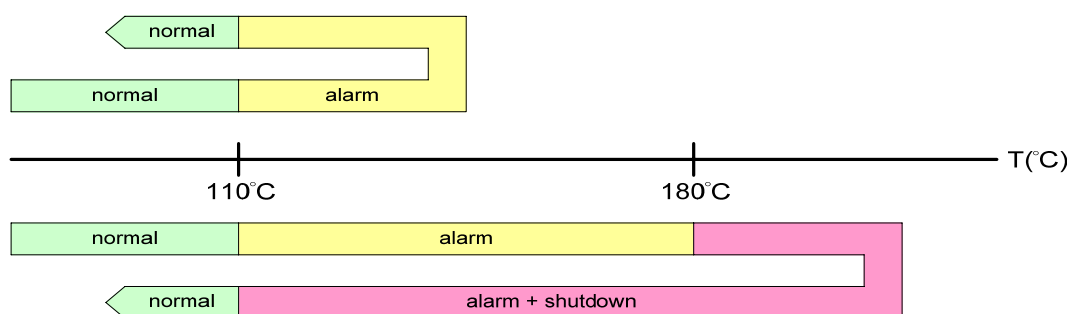 normal
normal alarm
T(°C)
110°C 180°C
normal alarm
normal alarm + shutdown